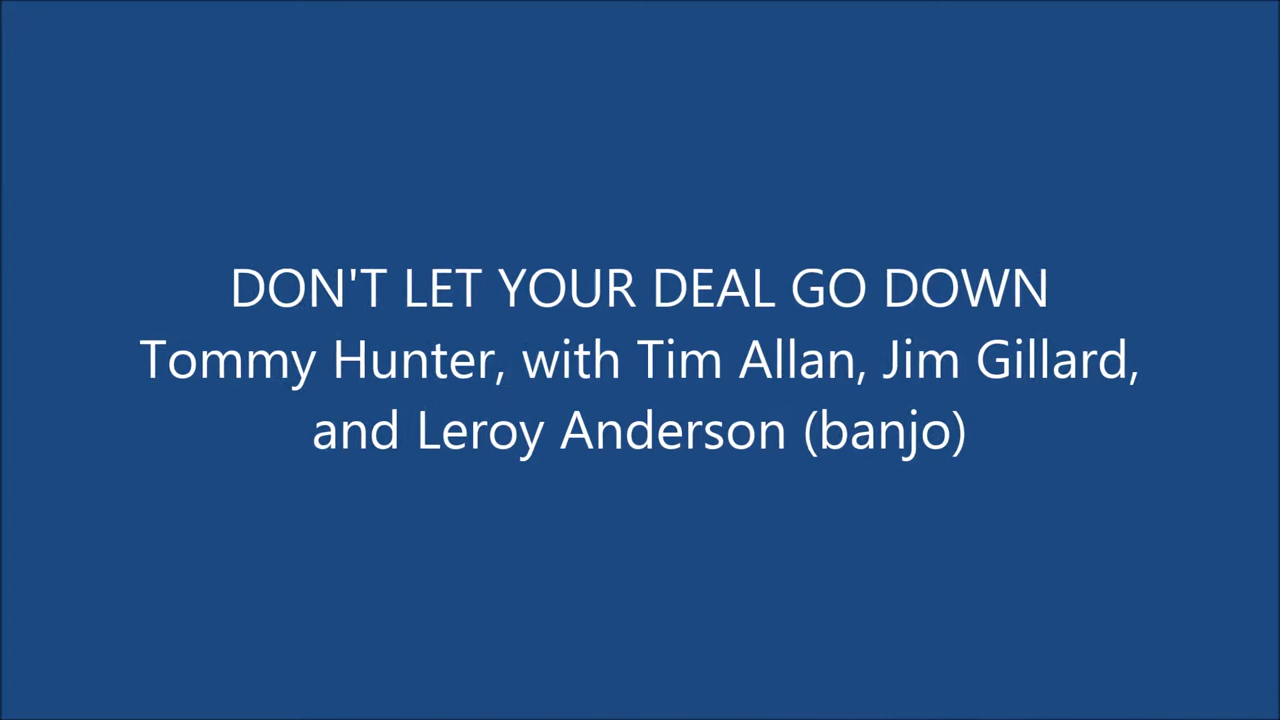 DON'T LET YOUR DEAL GO DOWN
Tommy Hunter, with Tim Allan, Jim Gillard,
and Leroy Anderson (banjo)